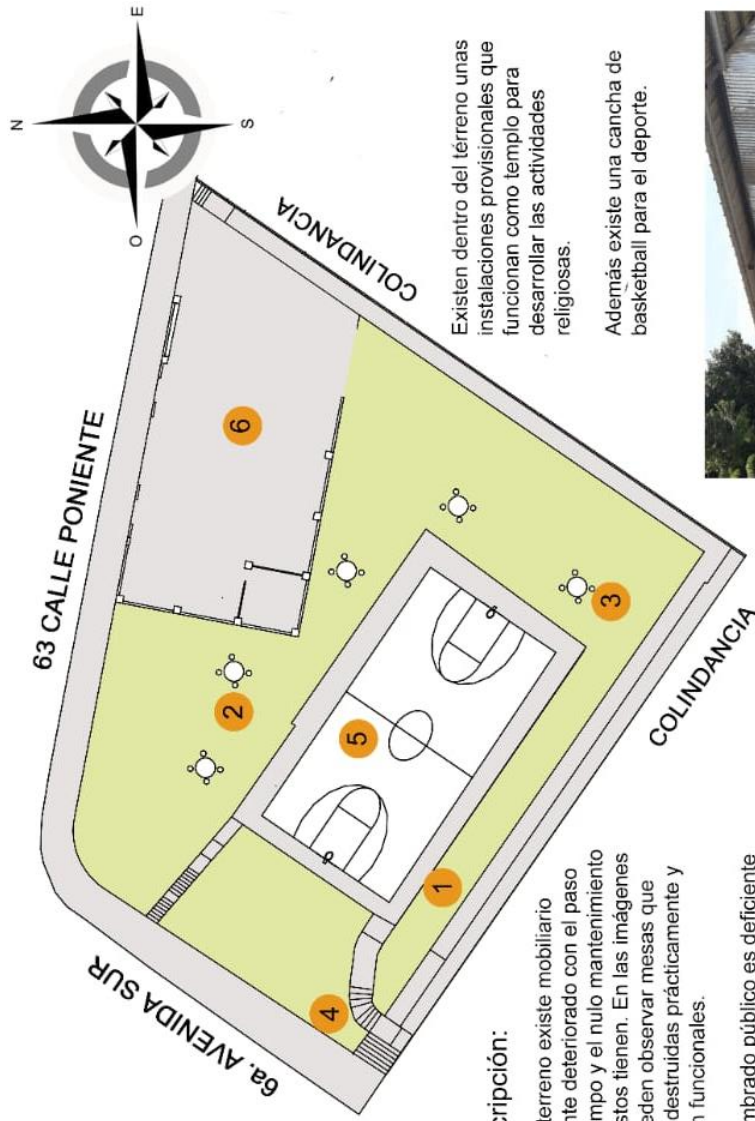 N
E
S
O
63 CALLE PONIENTE
6a. AVENIDA SUR
COLINDANCIA
COLINDANCIA
1
2
3
4
5
6
cripción:
terreno existe mobiliario
nte deteriorado con el paso
mpo y el nulo mantenimiento
stos tienen. En las imágenes
eden observar mesas que
destruidas prácticamente y
n funcionales.
mbrado público es deficiente
Existen dentro del térreno unas
instalaciones provisionales que
funcionan como templo para
desarrollar las actividades
religiosas.
Además existe una cancha de
basketball para el deporte.